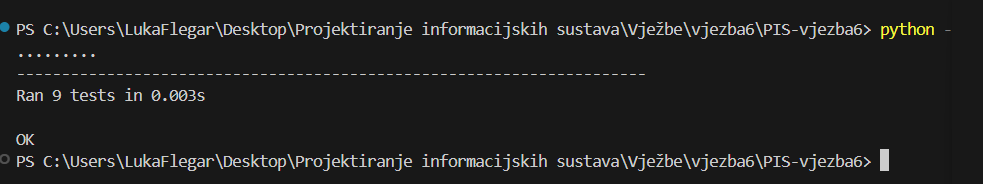 PS C:\Users\LukaFlegar\Desktop\Projektiranje informacijskih sustava\Vježbe\vjezba6\PIS-vjezba6> python -
.........
----------------------------------------------------------------------
Ran 9 tests in 0.003s
OK
PS C:\Users\LukaFlegar\Desktop\Projektiranje informacijskih sustava\Vježbe\vjezba6\PIS-vjezba6>